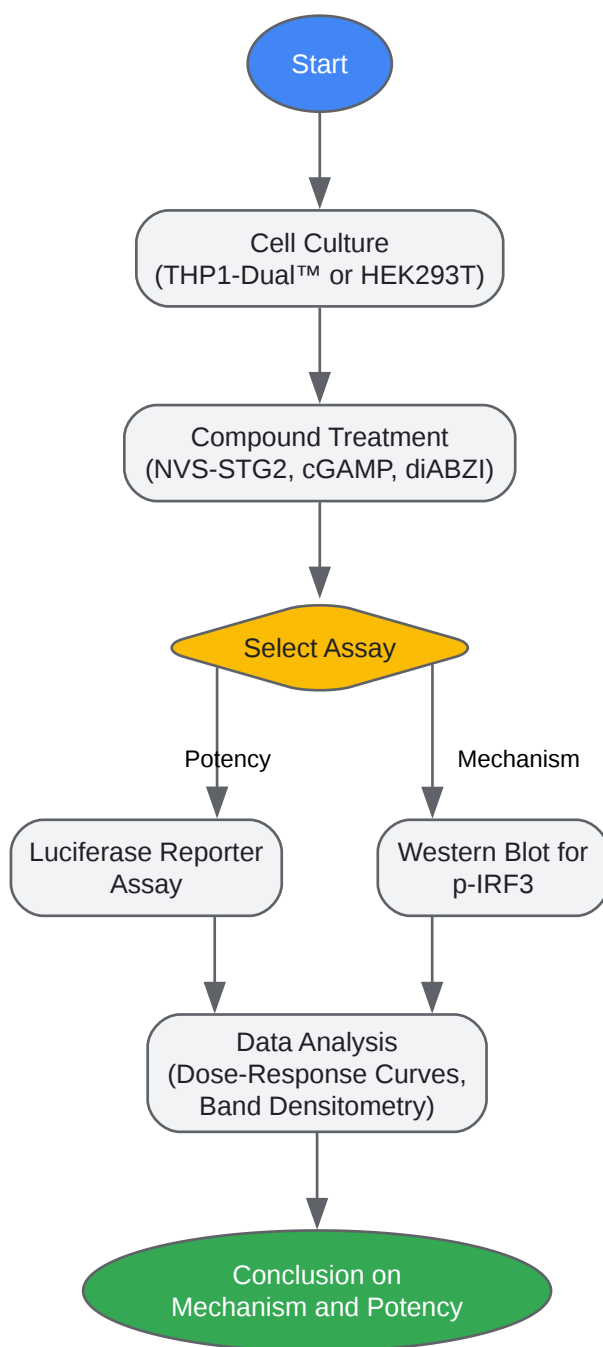 Start
Cell Culture
(THP1-Dual™ or HEK293T)
Compound Treatment
(NVS-STG2, cGAMP, diABZI)
Select Assay
Potency
Mechanism
Luciferase Reporter
Assay
Western Blot for
p-IRF3
Data Analysis
(Dose-Response Curves,
Band Densitometry)
Conclusion on
Mechanism and Potency